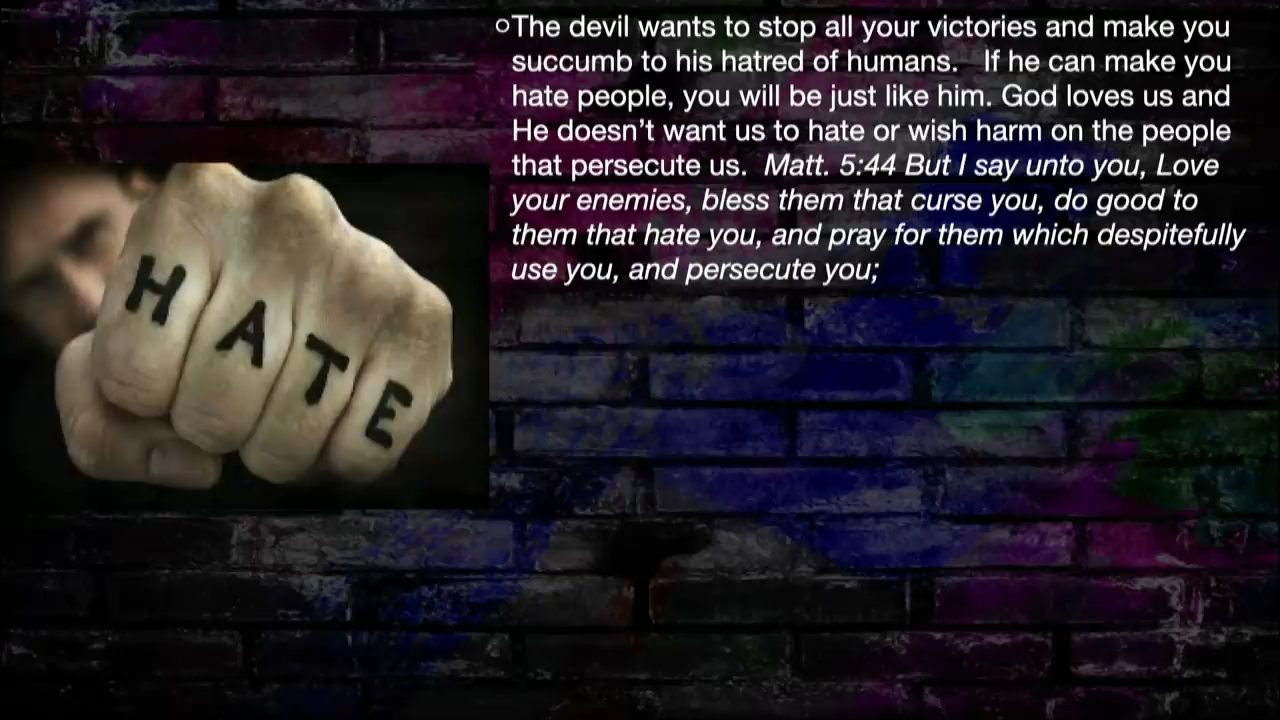 ○The devil wants to stop all your victories and make you
succumb to his hatred of humans.   If he can make you
hate people, you will be just like him. God loves us and
He doesn’t want us to hate or wish harm on the people
that persecute us.  Matt. 5:44 But I say unto you, Love
your enemies, bless them that curse you, do good to
them that hate you, and pray for them which despitefully
use you, and persecute you;
HATE